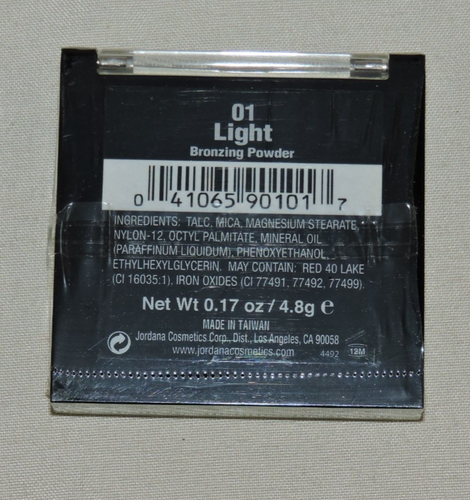 01
Light
Bronzing Powder
0 41065 90101 7
INGREDIENTS: TALC, MICA, MAGNESIUM STEARATE,
NYLON-12, OCTYL PALMITATE, MINERAL OIL
(PARAFFINUM LIQUIDUM), PHENOXYETHANOL,
ETHYLHEXYLGLYCERIN. MAY CONTAIN: RED 40 LAKE
(CI 16035:1), IRON OXIDES (CI 77491, 77492, 77499).
Net Wt 0.17 oz / 4.8g e
MADE IN TAIWAN
Jordana Cosmetics Corp., Dist., Los Angeles, CA 90058
www.jordanacosmetics.com
4492 12M